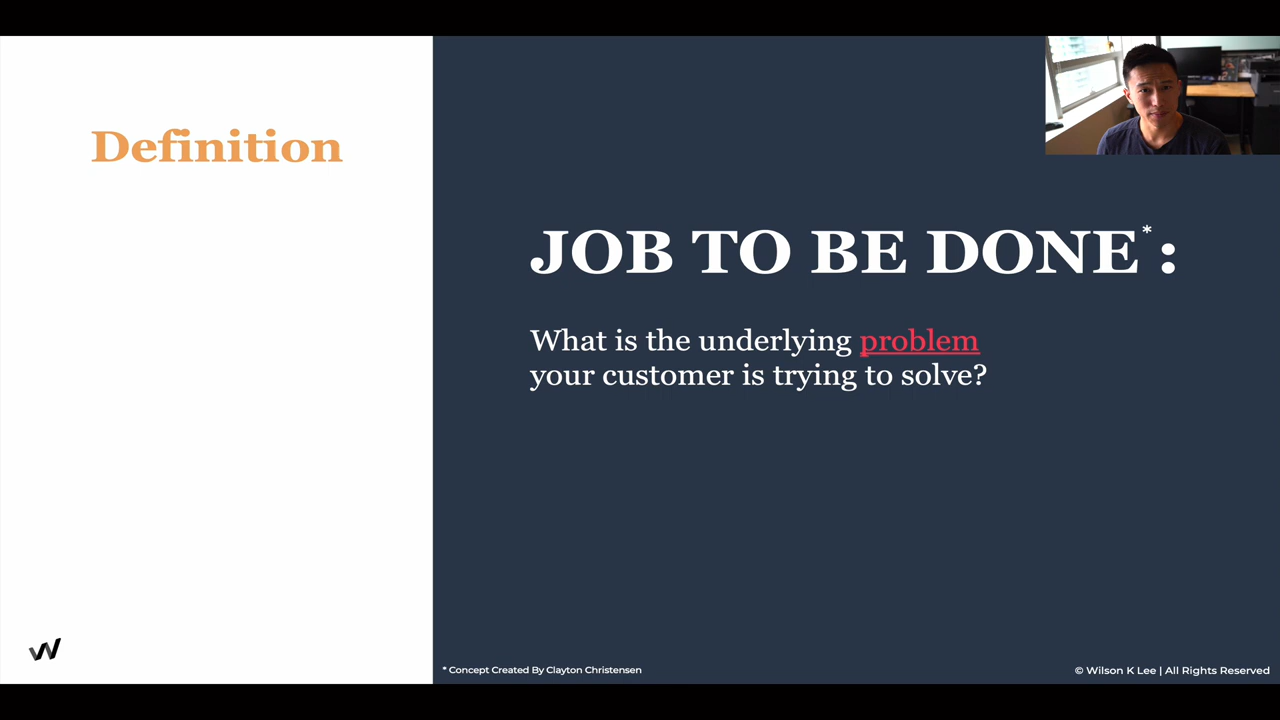 Definition
JOB TO BE DONE*:
What is the underlying problem
your customer is trying to solve?
* Concept Created By Clayton Christensen
© Wilson K Lee | All Rights Reserved